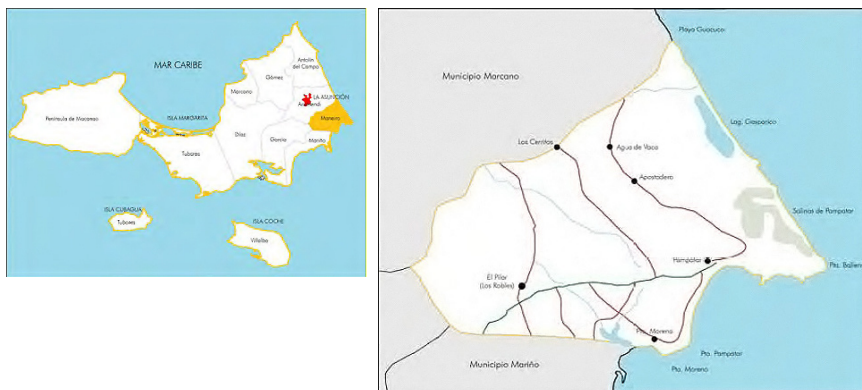 MAR CARIBE
Antolín
del Campo
Gómez
Marcano
LA ASUNCIÓN
Península de Macanao
ISLA MARGARITA
Maneiro
Díaz
García
Mariño
Tubores
ISLA CUBAGUA
Tubores
ISLA COCHE
Villalba
Playa Guacuco
Municipio Marcano
Lag. Gasparico
Los Cerritos
Agua de Vaca
Apostadero
Salinas de Pampatar
Pampatar
Pta. Ballena
El Pilar
(Los Robles)
Pto. Moreno
Pto. Pampatar
Municipio Mariño
Pto. Moreno